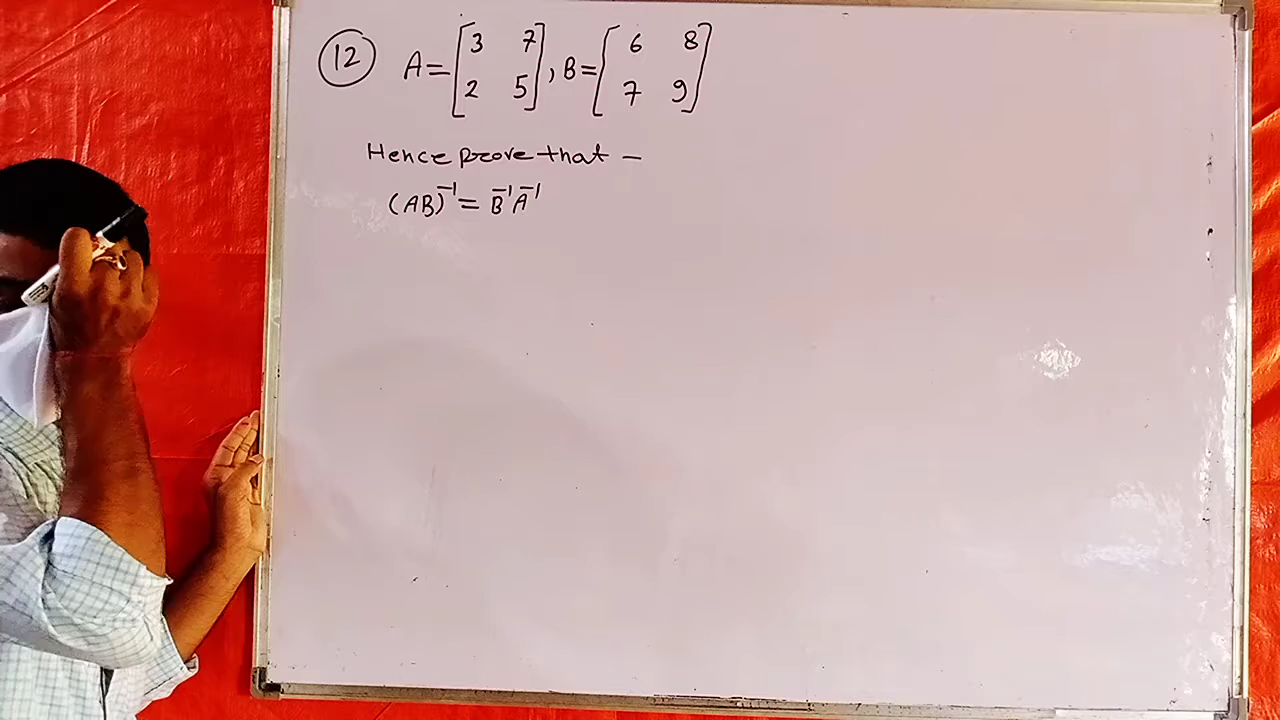 (12) A = [3 7 2 5], B = [6 8 7 9]
Hence prove that –
(AB)⁻¹ = B⁻¹A⁻¹